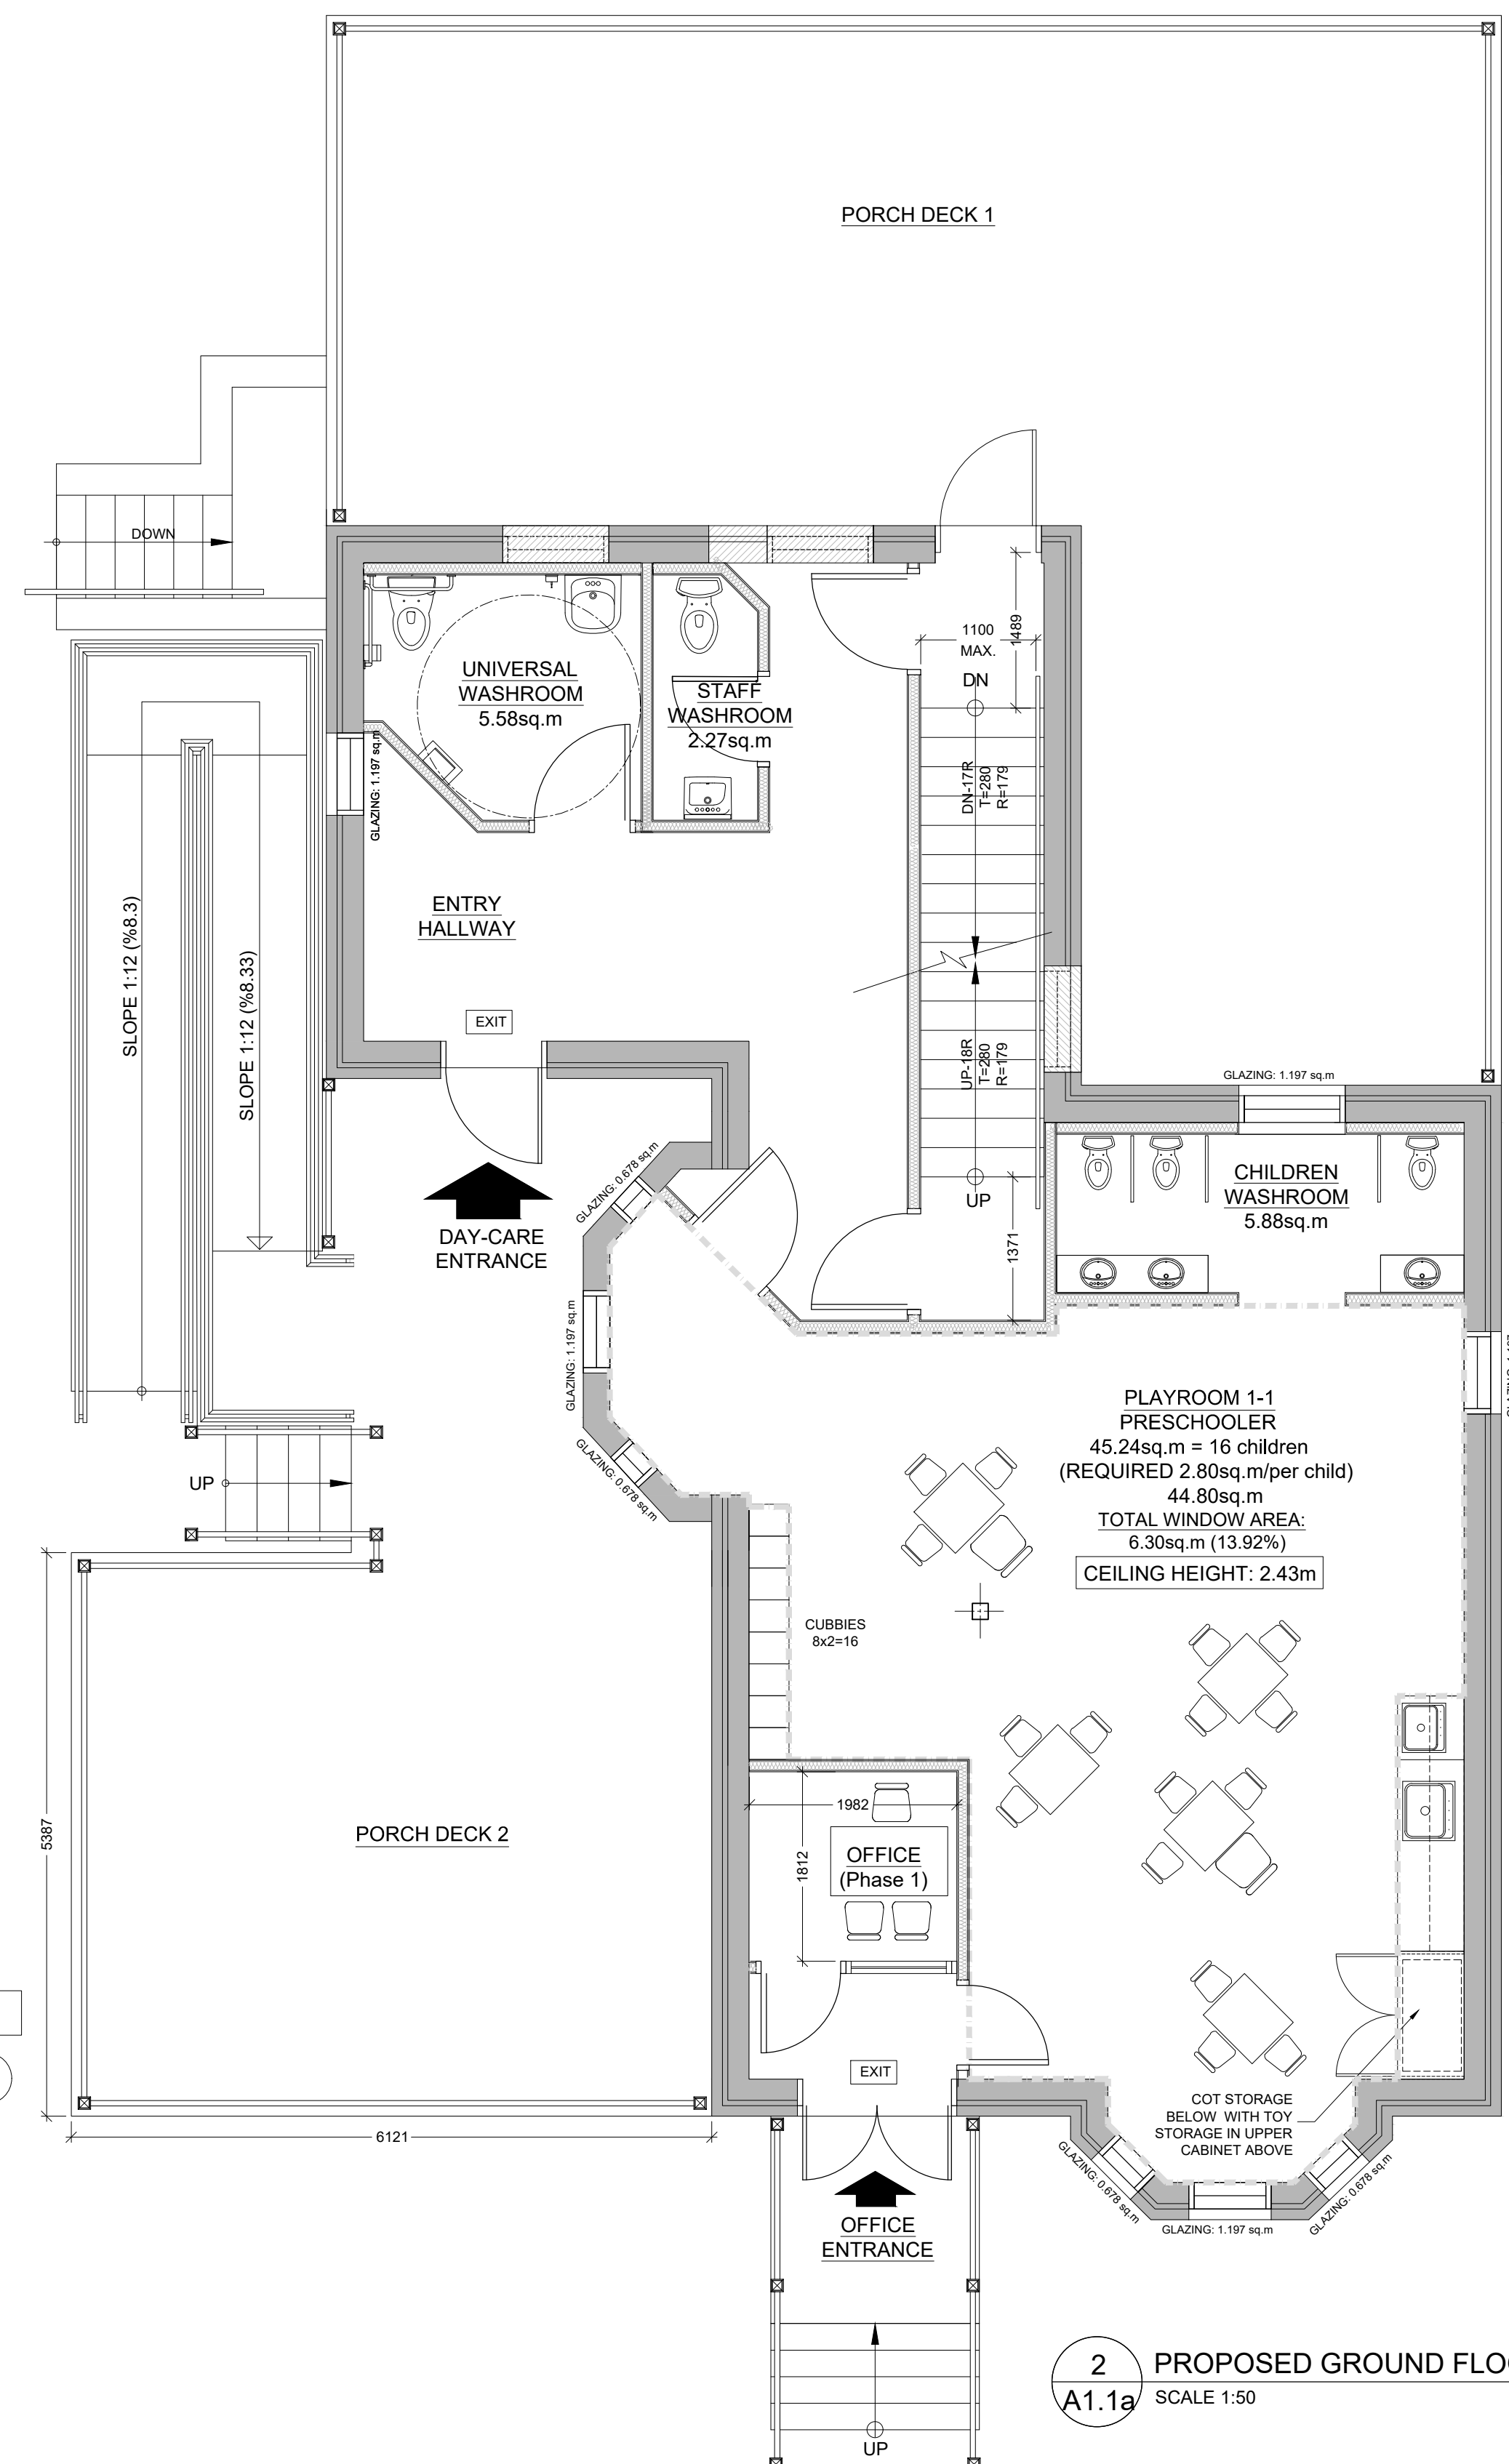 PORCH DECK 1
DOWN
1489
1100
MAX.
DN
UNIVERSAL
WASHROOM
5.58sq.m
STAFF
WASHROOM
2.27sq.m
GLAZING: 1.197 sq.m
DN-17R
T=280
R=179
SLOPE 1:12 (%8.3)
SLOPE 1:12 (%8.33)
ENTRY
HALLWAY
EXIT
UP-18R
T=280
R=179
GLAZING: 1.197 sq.m
GLAZING: 0.678 sq.m
CHILDREN
WASHROOM
5.88sq.m
UP
DAY-CARE
ENTRANCE
1371
GLAZING: 1.197 sq.m
GLAZING: 1.197
PLAYROOM 1-1
PRESCHOOLER
45.24sq.m = 16 children
(REQUIRED 2.80sq.m/per child)
44.80sq.m
TOTAL WINDOW AREA:
6.30sq.m (13.92%)
CEILING HEIGHT: 2.43m
GLAZING: 0.678 sq.m
UP
CUBBIES
8x2=16
1982
5387
PORCH DECK 2
1812
OFFICE
(Phase 1)
EXIT
COT STORAGE
BELOW WITH TOY
STORAGE IN UPPER
CABINET ABOVE
6121
GLAZING: 0.678 sq.m
GLAZING: 0.678 sq.m
GLAZING: 1.197 sq.m
OFFICE
ENTRANCE
2
A1.1a
PROPOSED GROUND FLO
SCALE 1:50
UP